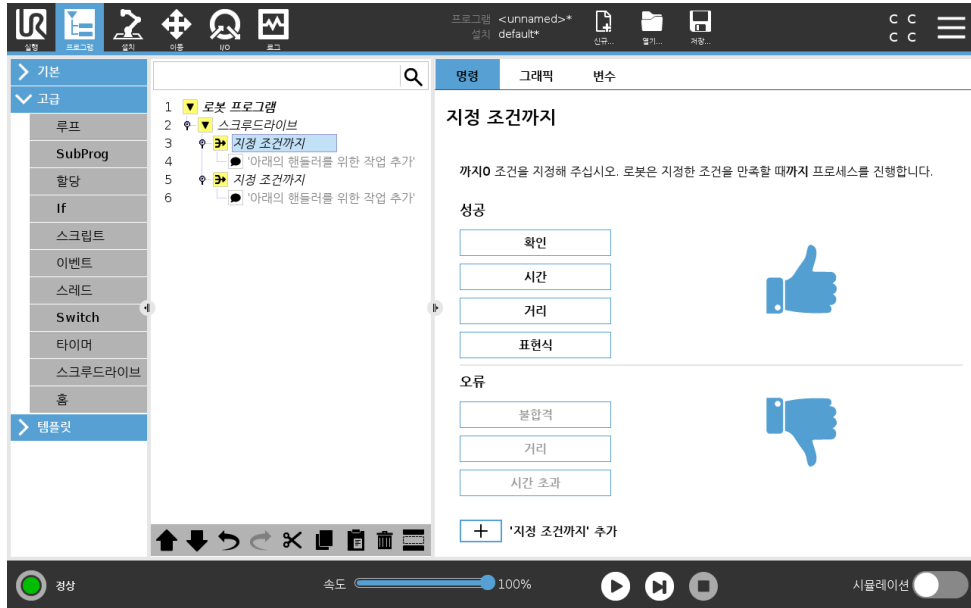 프로그램 <unnamed>*
설치 default*
실행
프로그램
설치
이동
I/O
로그
신규...
열기...
저장...
C C
C C
기본
고급
루프
SubProg
할당
If
스크립트
이벤트
스레드
Switch
타이머
스크루드라이브
홈
템플릿
1 로봇 프로그램
2 스크루드라이브
3 지정 조건까지
4 '아래의 핸들러를 위한 작업 추가'
5 지정 조건까지
6 '아래의 핸들러를 위한 작업 추가'
명령 그래픽 변수
지정 조건까지
까지0 조건을 지정해 주십시오. 로봇은 지정한 조건을 만족할 때까지 프로세스를 진행합니다.
성공
확인
시간
거리
표현식
오류
불합격
거리
시간 초과
+ '지정 조건까지' 추가
정상
속도 100%
시뮬레이션